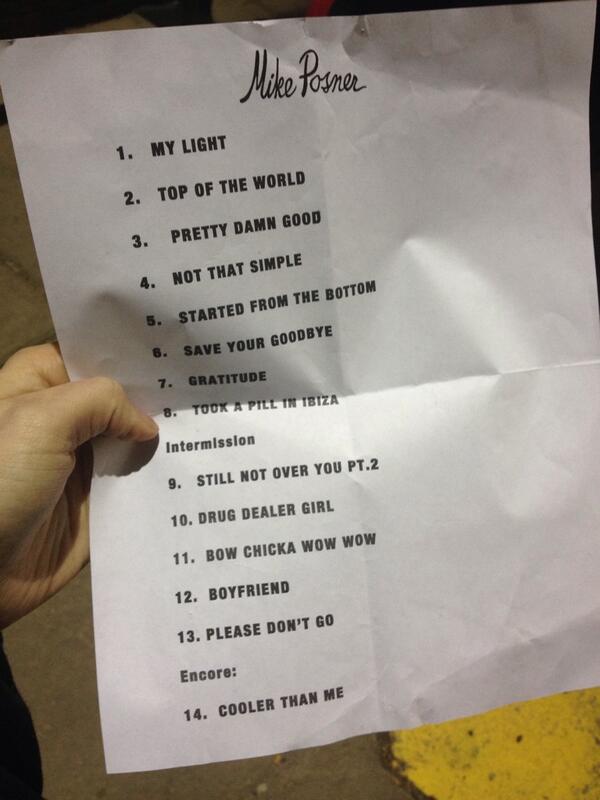 Mike Posner
1. MY LIGHT
2. TOP OF THE WORLD
3. PRETTY DAMN GOOD
4. NOT THAT SIMPLE
5. STARTED FROM THE BOTTOM
6. SAVE YOUR GOODBYE
7. GRATITUDE
8. TOOK A PILL IN IBIZA
Intermission
9. STILL NOT OVER YOU PT.2
10. DRUG DEALER GIRL
11. BOW CHICKA WOW WOW
12. BOYFRIEND
13. PLEASE DON'T GO
Encore:
14. COOLER THAN ME